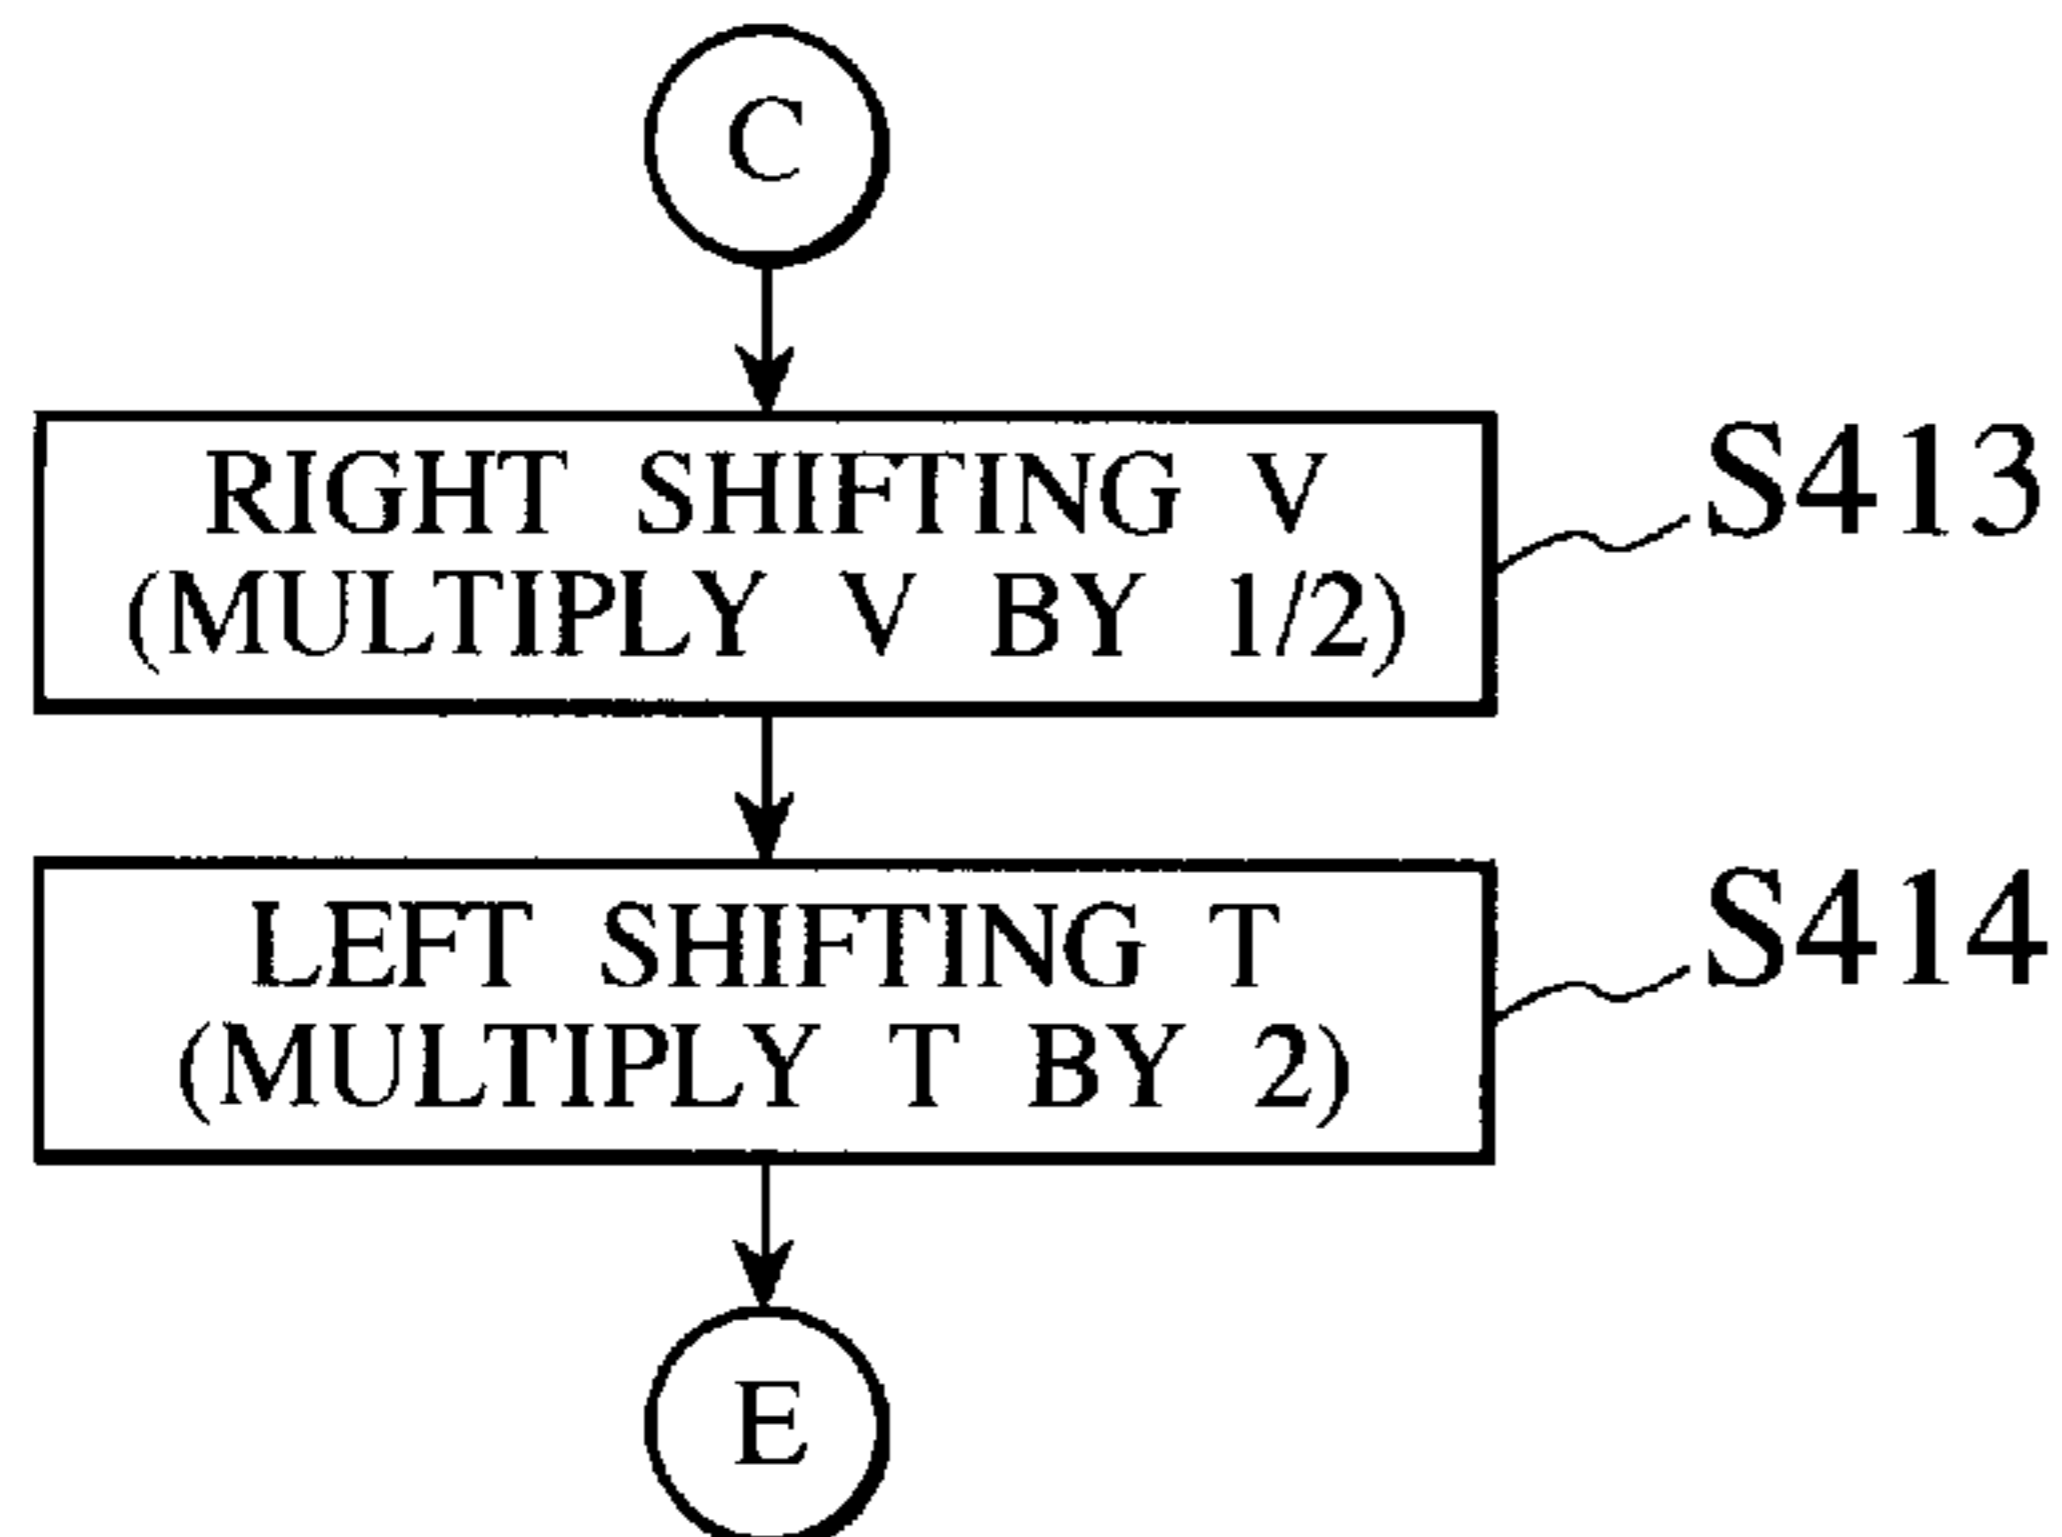 C
RIGHT SHIFTING V
(MULTIPLY V BY 1/2)
S413
LEFT SHIFTING T
(MULTIPLY T BY 2)
S414
E